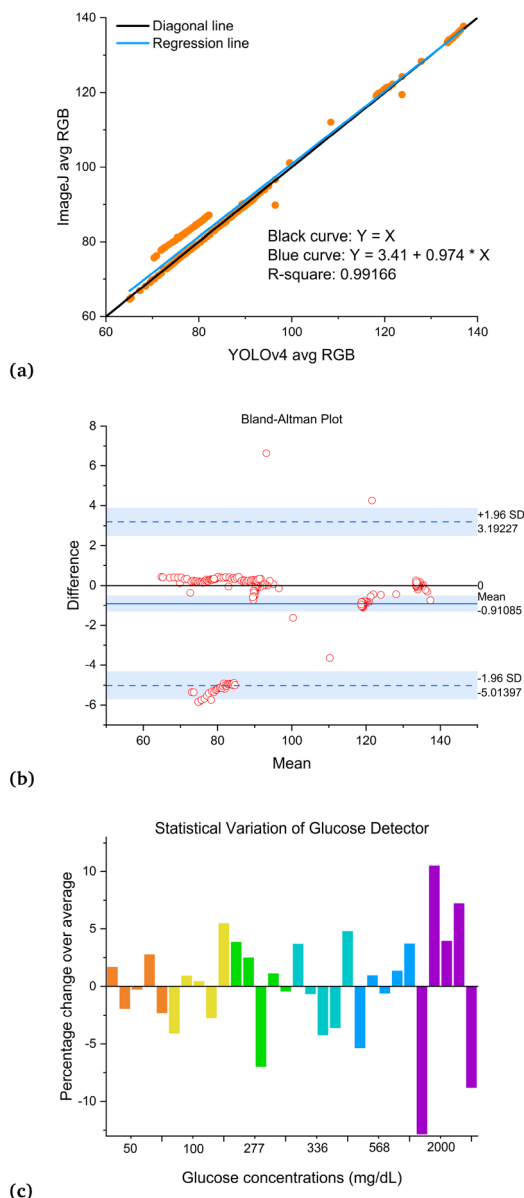 140
120
100
80
60
ImageJ avg RGB
Diagonal line
Regression line
Black curve: Y = X
Blue curve: Y = 3.41 + 0.974 * X
R-square: 0.99166
60 80 100 120 140
YOLOv4 avg RGB
(a)
Bland-Altman Plot
8
6
4
2
0
-2
-4
-6
Difference
+1.96 SD
3.19227
0
Mean
-0.91085
-1.96 SD
-5.01397
60 80 100 120 140
Mean
(b)
Statistical Variation of Glucose Detector
10
5
0
-5
-10
Percentage change over average
50 100 277 336 568 2000
Glucose concentrations (mg/dL)
(c)